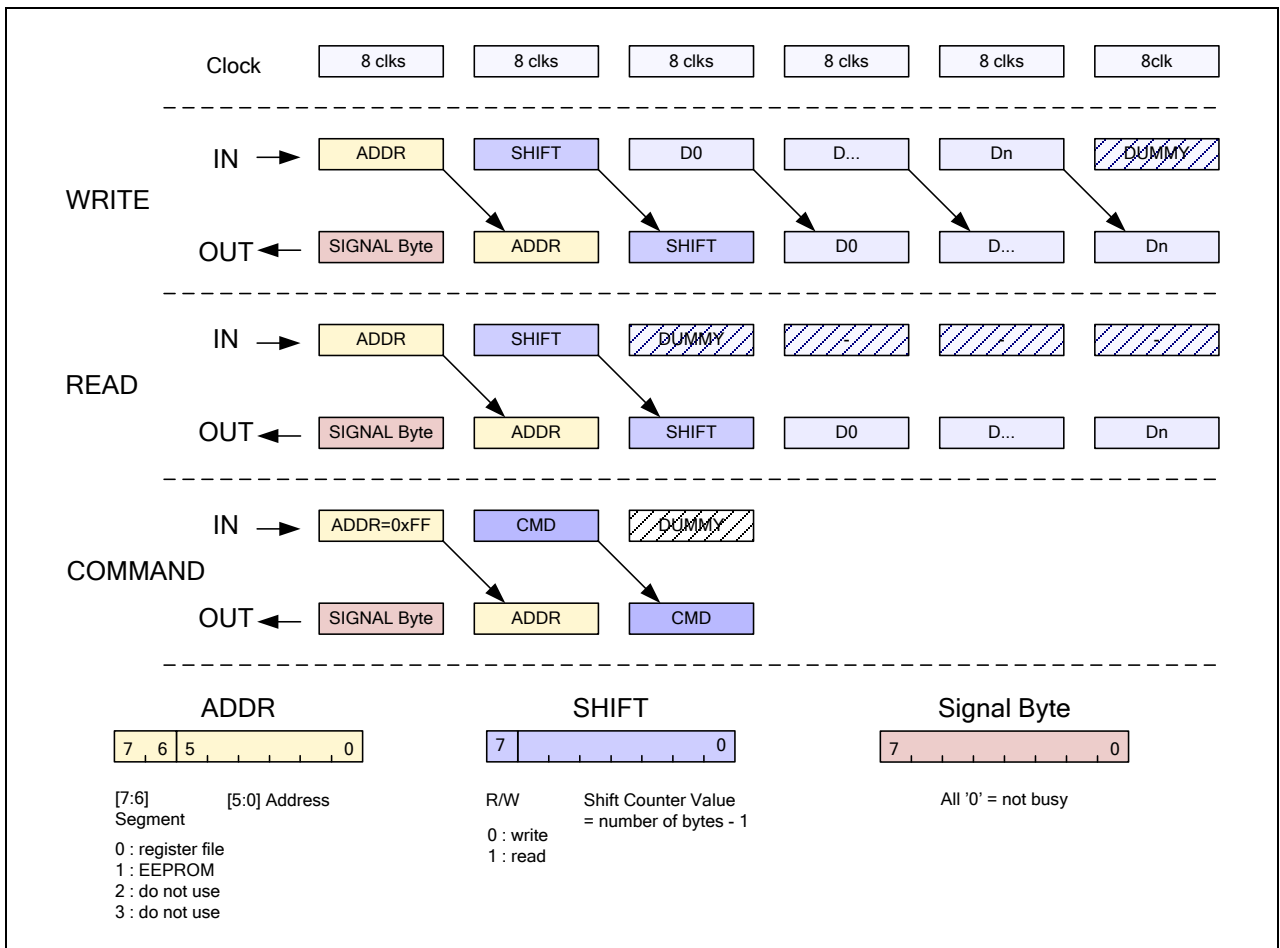 Clock 8 clks 8 clks 8 clks 8 clks 8 clks 8clk
IN ADDR SHIFT D0 D... Dn DUMMY
WRITE
OUT SIGNAL Byte ADDR SHIFT D0 D... Dn
IN ADDR SHIFT DUMMY - - -
READ
OUT SIGNAL Byte ADDR SHIFT D0 D... Dn
IN ADDR=0xFF CMD DUMMY
COMMAND
OUT SIGNAL Byte ADDR CMD
ADDR SHIFT Signal Byte
7 6 5 0 7 0 7 0
[7:6] [5:0] Address
Segment
0 : register file
1 : EEPROM
2 : do not use
3 : do not use
R/W Shift Counter Value
= number of bytes - 1
0 : write
1 : read
All '0' = not busy